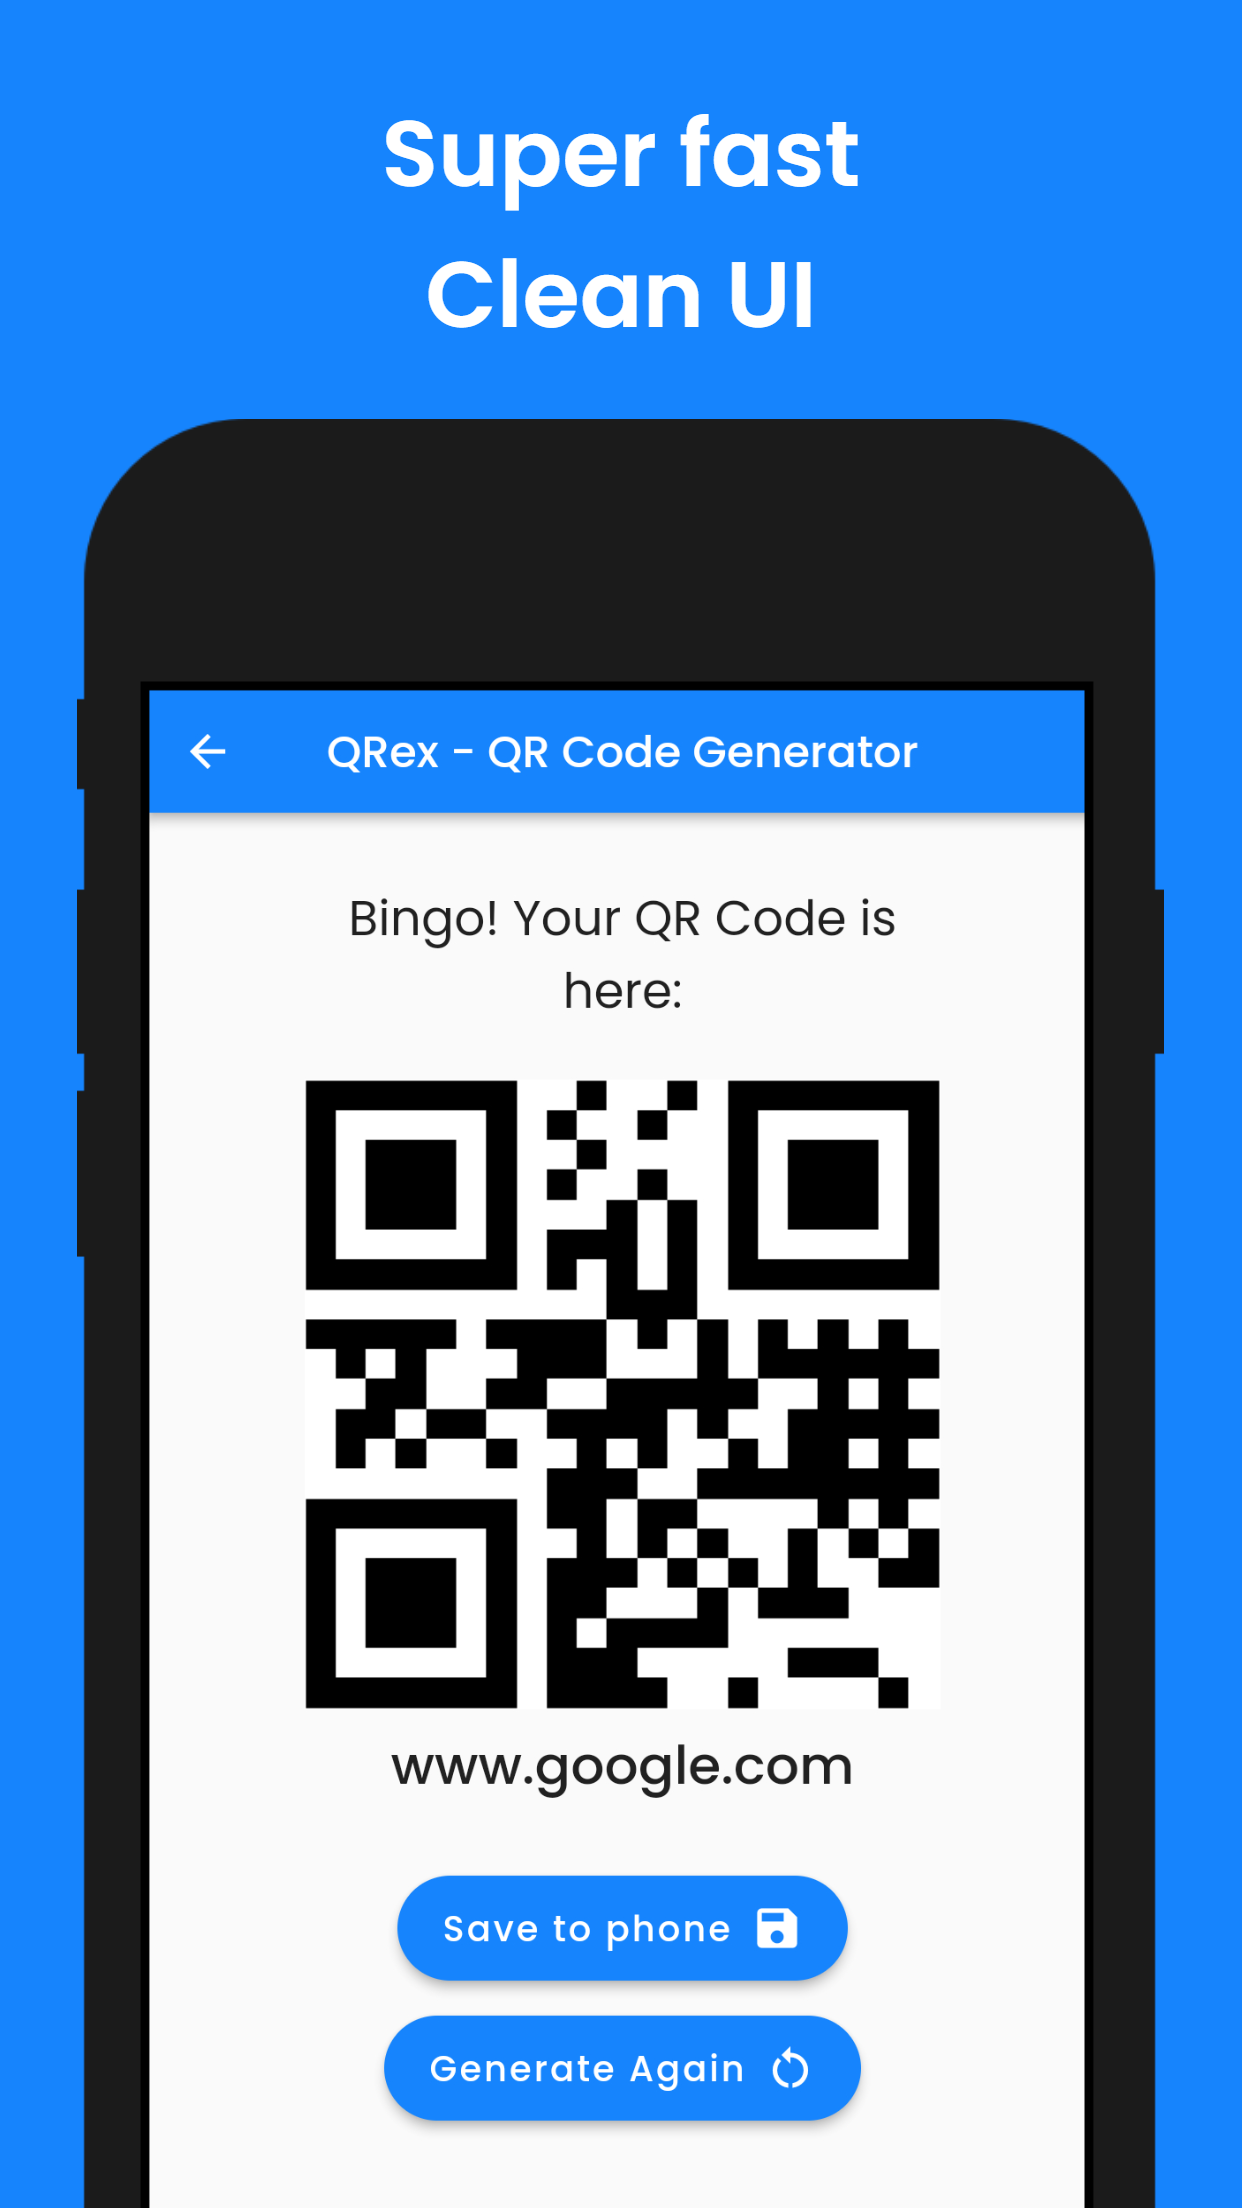 Super fast
Clean UI
QRex - QR Code Generator
Bingo! Your QR Code is
here:
www.google.com
Save to phone
Generate Again